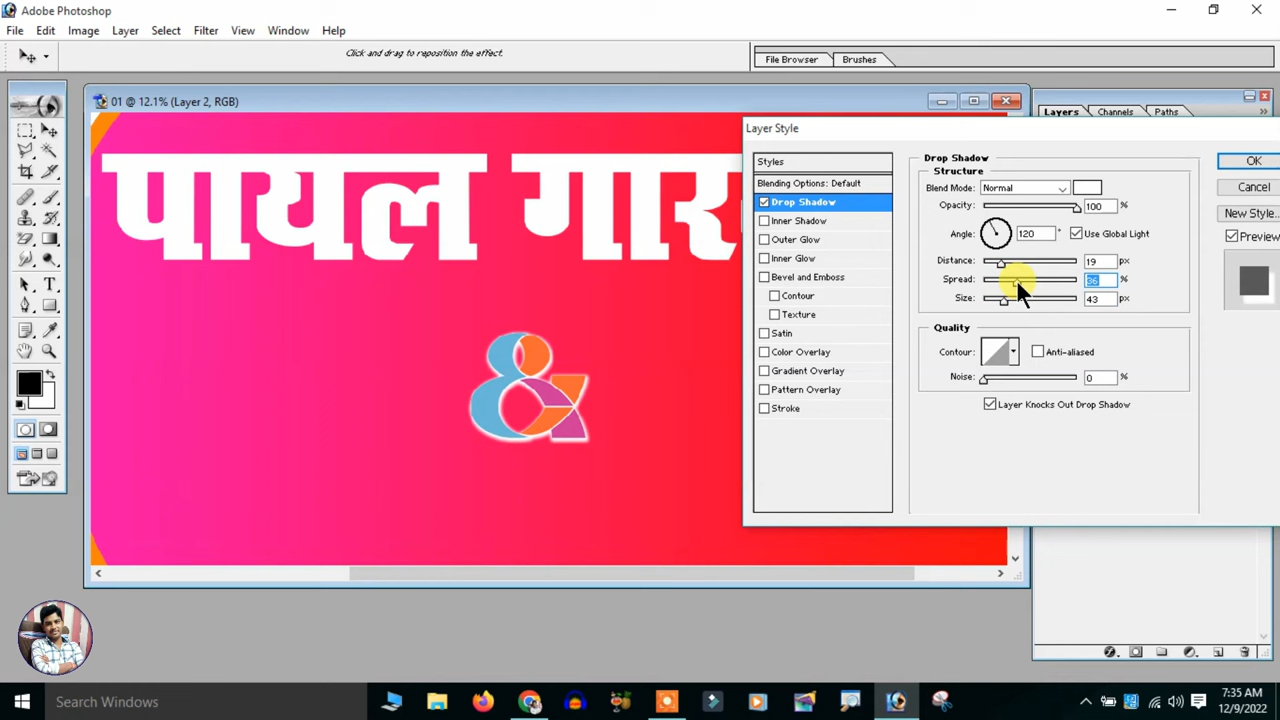 Adobe Photoshop
File Edit Image Layer Select Filter View Window Help
Click and drag to reposition the effect.
File Browser Brushes
01 @ 12.1% (Layer 2, RGB)
Layers Channels Paths
पायल गार
&
Layer Style
Styles
Blending Options: Default
Drop Shadow
Inner Shadow
Outer Glow
Inner Glow
Bevel and Emboss
Contour
Texture
Satin
Color Overlay
Gradient Overlay
Pattern Overlay
Stroke
Drop Shadow
Structure
Blend Mode: Normal
Opacity: 100 %
Angle: 120 ° Use Global Light
Distance: 19 px
Spread: 36 %
Size: 43 px
Quality
Contour: Anti-aliased
Noise: 0 %
Layer Knocks Out Drop Shadow
OK
Cancel
New Style...
Preview
Search Windows
7:35 AM
12/9/2022